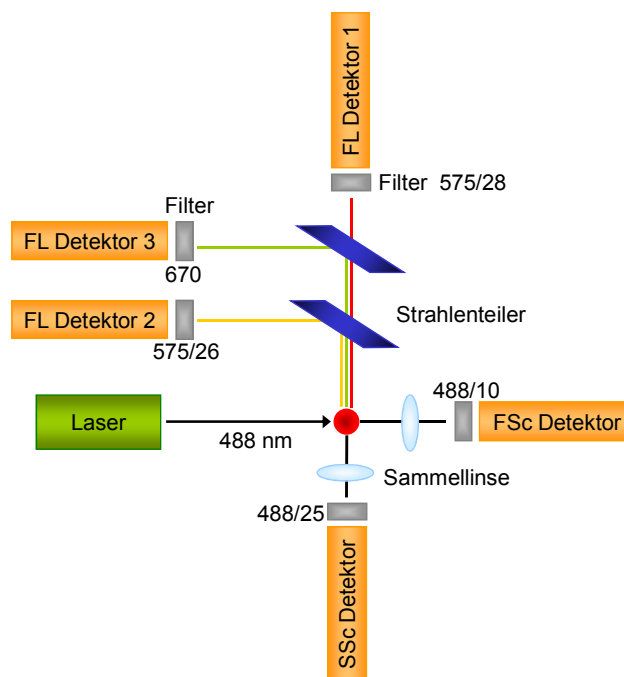 FL Detektor 1
Filter 575/28
Filter
FL Detektor 3
670
FL Detektor 2
575/26
Strahlenteiler
488/10
Laser
488 nm
FSc Detektor
Sammellinse
488/25
SSc Detektor